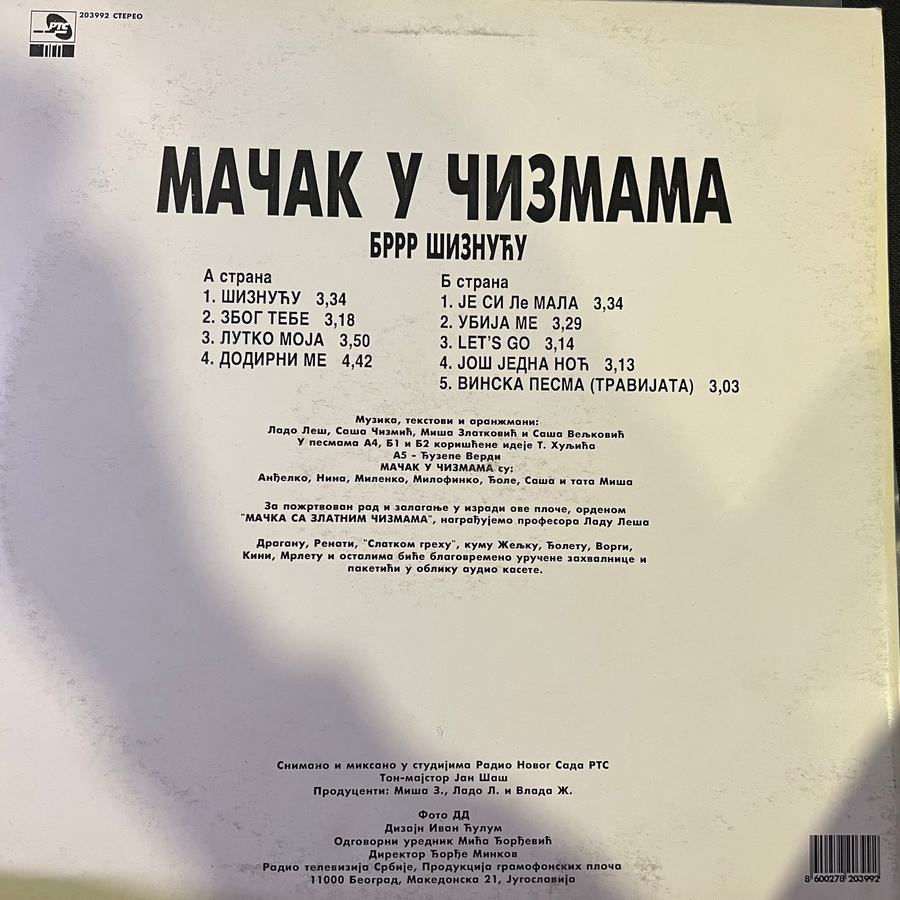 РТС
ПГП
203992 СТЕРЕО
МАЧАК У ЧИЗМАМА
БРРР ШИЗНУЋУ
А страна
1. ШИЗНУЋУ 3,34
2. ЗБОГ ТЕБЕ 3,18
3. ЛУТКО МОЈА 3,50
4. ДОДИРНИ МЕ 4,42
Б страна
1. ЈЕ СИ Ле МАЛА 3,34
2. УБИЈА МЕ 3,29
3. LET'S GO 3,14
4. ЈОШ ЈЕДНА НОЋ 3,13
5. ВИНСКА ПЕСМА (ТРАВИЈАТА) 3,03
Музика, текстови и аранжмани:
Ладо Леш, Саша Чизмић, Миша Златковић и Саша Вељковић
У песмама А4, Б1 и Б2 коришћене идеје Т. Хуљића
А5 - Ђузепе Верди
МАЧАК У ЧИЗМАМА су:
Анђелко, Нина, Миленко, Милофинко, Ђоле, Саша и тата Миша
За пожртвован рад и залагање у изради ове плоче, орденом
"МАЧКА СА ЗЛАТНИМ ЧИЗМАМА", награђујемо професора Ладу Леша
Драгану, Ренати, "Слатком греху", куму Жељку, Ђолету, Ворги,
Кини, Мрлету и осталима биће благовремено уручене захвалнице и
пакетићи у облику аудио касете.
Снимано и миксано у студијима Радио Новог Сада РТС
Тон-мајстор Јан Шаш
Продуценти: Миша З., Ладо Л. и Влада Ж.
Фото ДД
Дизајн Иван Ћулум
Одговорни уредник Мића Ђорђевић
Директор Ђорђе Минков
Радио телевизија Србије, Продукција грамофонских плоча
11000 Београд, Македонска 21, Југославија
8 600278 203992